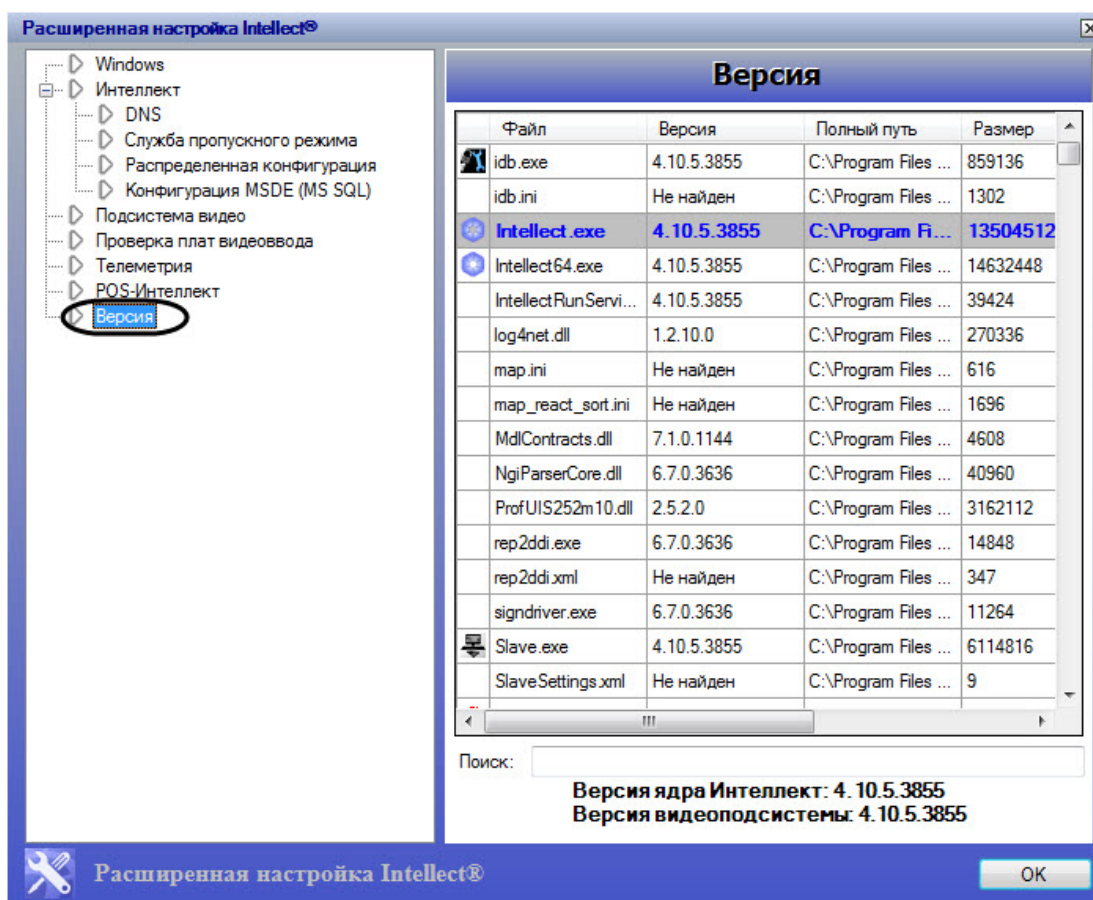 Расширенная настройка Intellect®
Windows
Интеллект
DNS
Служба пропускного режима
Распределенная конфигурация
Конфигурация MSDE (MS SQL)
Подсистема видео
Проверка плат видеоввода
Телеметрия
POS-Интеллект
Версия
Версия
Файл Версия Полный путь Размер
idb.exe 4.10.5.3855 C:\Program Files ... 859136
idb.ini Не найден C:\Program Files ... 1302
Intellect.exe 4.10.5.3855 C:\Program Fi... 13504512
Intellect64.exe 4.10.5.3855 C:\Program Files ... 14632448
IntellectRunServi... 4.10.5.3855 C:\Program Files ... 39424
log4net.dll 1.2.10.0 C:\Program Files ... 270336
map.ini Не найден C:\Program Files ... 616
map_react_sort.ini Не найден C:\Program Files ... 1696
MdlContracts.dll 7.1.0.1144 C:\Program Files ... 4608
NgiParserCore.dll 6.7.0.3636 C:\Program Files ... 40960
ProfUIS252m10.dll 2.5.2.0 C:\Program Files ... 3162112
rep2ddi.exe 6.7.0.3636 C:\Program Files ... 14848
rep2ddi.xml Не найден C:\Program Files ... 347
signdriver.exe 6.7.0.3636 C:\Program Files ... 11264
Slave.exe 4.10.5.3855 C:\Program Files ... 6114816
SlaveSettings.xml Не найден C:\Program Files ... 9
Поиск:
Версия ядра Интеллект: 4.10.5.3855
Версия видеоподсистемы: 4.10.5.3855
Расширенная настройка Intellect®
OK